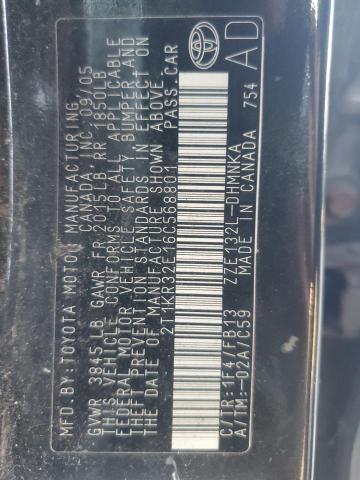 MFD.BY:TOYOTA MOTOR MANUFACTURING
CANADA INC. 09/05
GVWR 3845LB GAWR FR 2015LB RR 1850LB
THIS VEHICLE CONFORMS TO ALL APPLICABLE
FEDERAL MOTOR VEHICLE SAFETY, BUMPER, AND
THEFT PREVENTION STANDARDS IN EFFECT ON
THE DATE OF MANUFACTURE SHOWN ABOVE.
2T1KR32E16C568801 PASS.CAR
C/TR:1F4/FB13 ZZE132L-DHMNKA
A/TM:-02A/C59 MADE IN CANADA 754
TOYOTA
AD